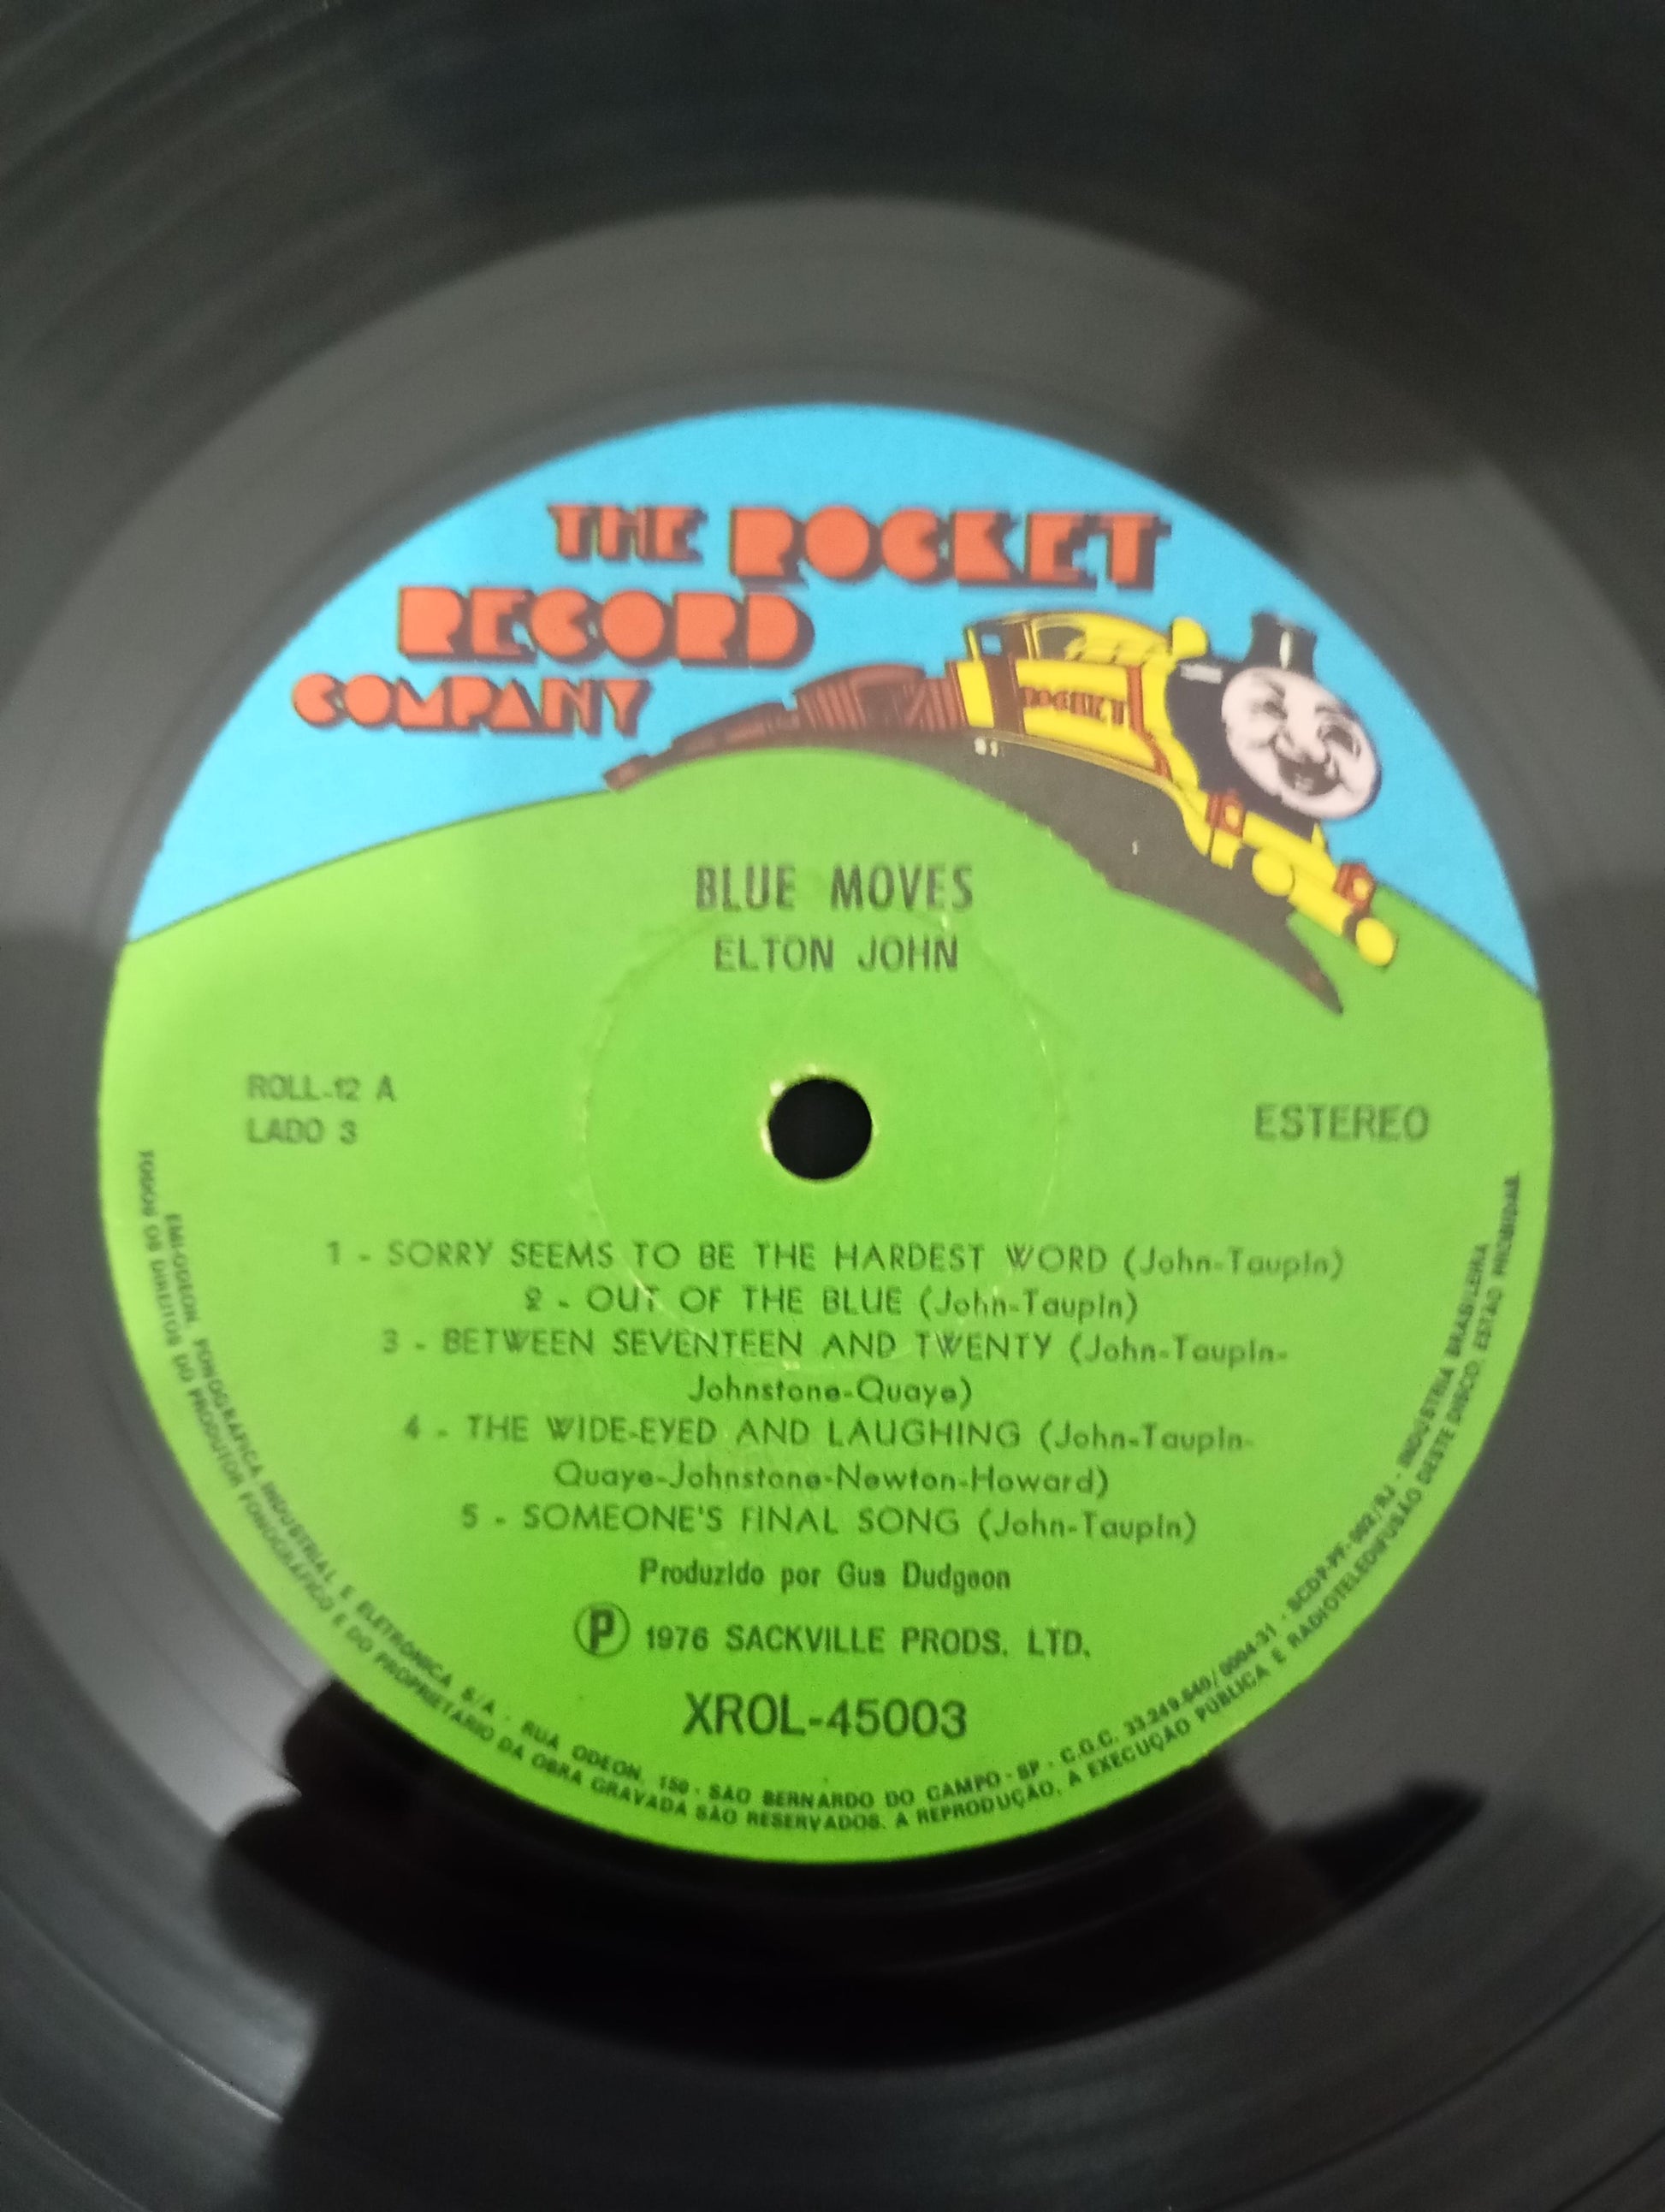 THE ROCKET
RECORD
COMPANY
ROCKET
BLUE MOVES
ELTON JOHN
ROLL-12 A
LADO 3
ESTEREO
1 - SORRY SEEMS TO BE THE HARDEST WORD (John-Taupin)
2 - OUT OF THE BLUE (John-Taupin)
3 - BETWEEN SEVENTEEN AND TWENTY (John-Taupin-
Johnstone-Quaye)
4 - THE WIDE-EYED AND LAUGHING (John-Taupin-
Quaye-Johnstone-Newton-Howard)
5 - SOMEONE'S FINAL SONG (John-Taupin)
Produzido por Gus Dudgeon
Ⓟ 1976 SACKVILLE PRODS. LTD.
XROL-45003
EMI-ODEON, FONOGRÁFICA INDUSTRIAL E ELETRÔNICA S/A - RUA ODEON, 150 - SÃO BERNARDO DO CAMPO - SP - C.G.C. 33.249.640/0004-31 - SCDP-PF-002/RJ - INDÚSTRIA BRASILEIRA
TODOS OS DIREITOS DO PRODUTOR FONOGRÁFICO E DO PROPRIETÁRIO DA OBRA GRAVADA SÃO RESERVADOS. A REPRODUÇÃO, A EXECUÇÃO PÚBLICA E RADIOTELEDIFUSÃO DESTE DISCO, ESTÃO PROIBIDAS.